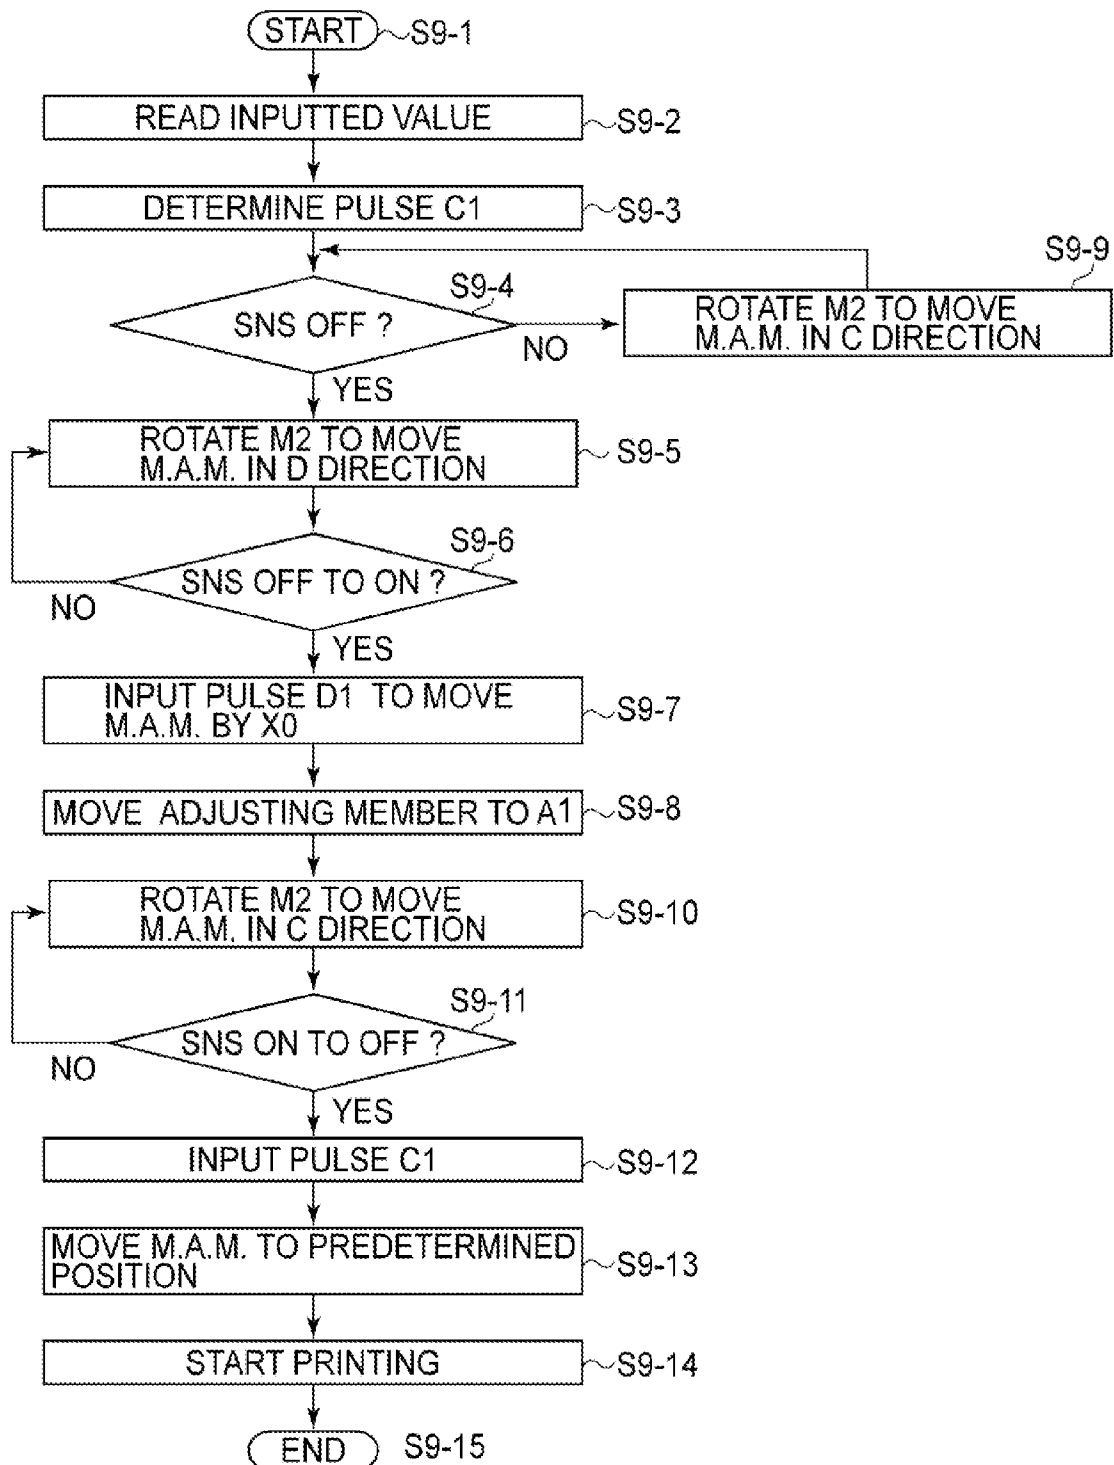 START
S9-1
READ INPUTTED VALUE
S9-2
DETERMINE PULSE C1
S9-3
S9-4
SNS OFF ?
NO
YES
S9-9
ROTATE M2 TO MOVE
M.A.M. IN C DIRECTION
ROTATE M2 TO MOVE
M.A.M. IN D DIRECTION
S9-5
S9-6
SNS OFF TO ON ?
NO
YES
INPUT PULSE D1 TO MOVE
M.A.M. BY X0
S9-7
MOVE ADJUSTING MEMBER TO A1
S9-8
ROTATE M2 TO MOVE
M.A.M. IN C DIRECTION
S9-10
S9-11
SNS ON TO OFF ?
NO
YES
INPUT PULSE C1
S9-12
MOVE M.A.M. TO PREDETERMINED
POSITION
S9-13
START PRINTING
S9-14
END
S9-15